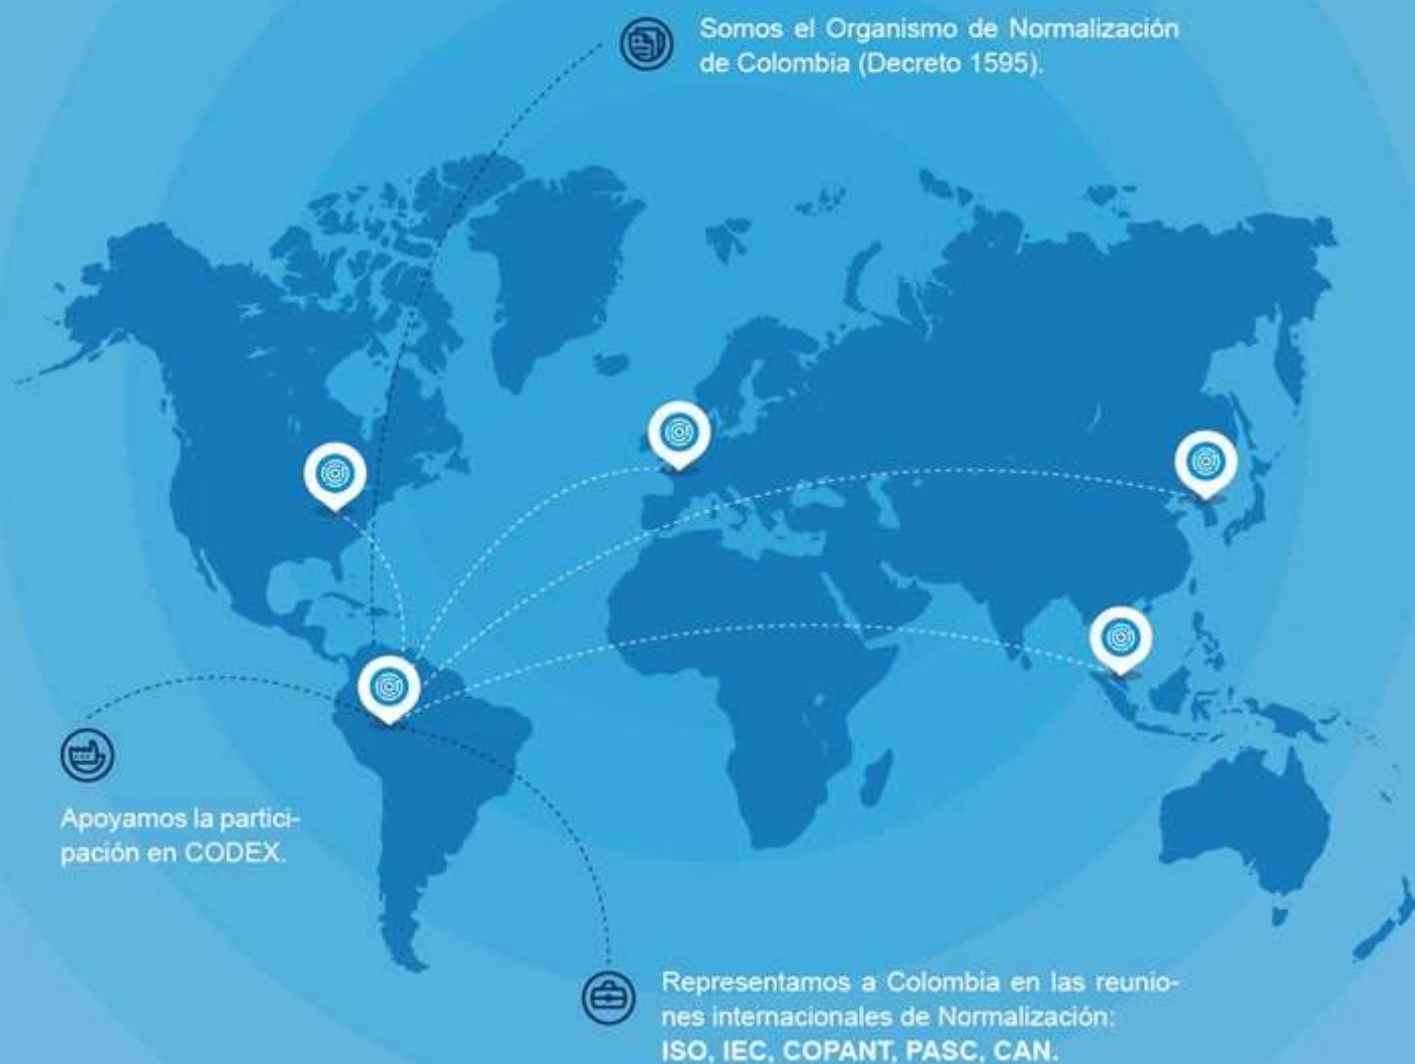 Somos el Organismo de Normalización
de Colombia (Decreto 1595).
Apoyamos la partici-
pación en CODEX.
Representamos a Colombia en las reunio-
nes internacionales de Normalización:
ISO, IEC, COPANT, PASC, CAN.